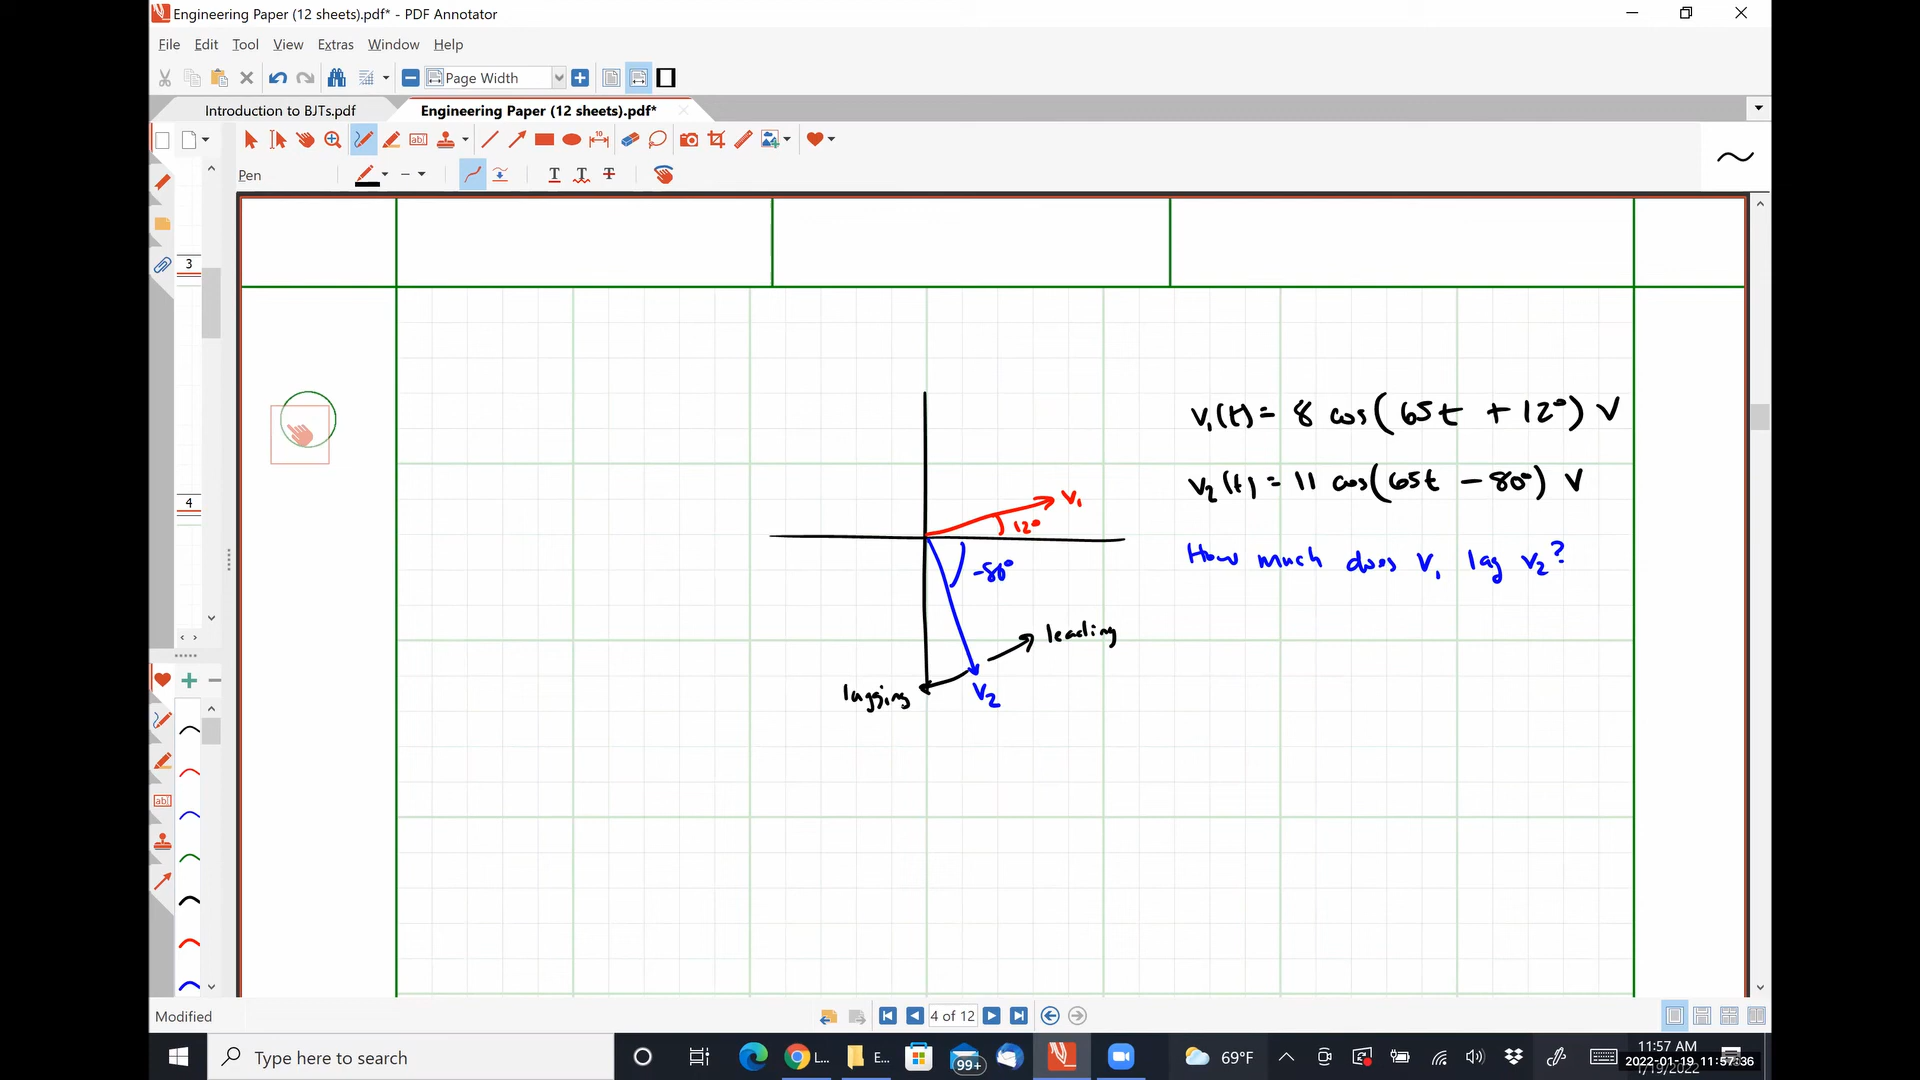 Engineering Paper (12 sheets).pdf* - PDF Annotator
File Edit Tool View Extras Window Help
Page Width
Introduction to BJTs.pdf
Engineering Paper (12 sheets).pdf*
Pen
3
4
v₁(t) = 8 cos(65t + 12°) V
v₂(t) = 11 cos(65t - 80°) V
V₁
12°
How much does V₁ lag V₂?
-80°
leading
lagging
V₂
Modified
4 of 12
Type here to search
L...
E...
99+
69°F
11:57 AM
2022-01-19 11:57:36